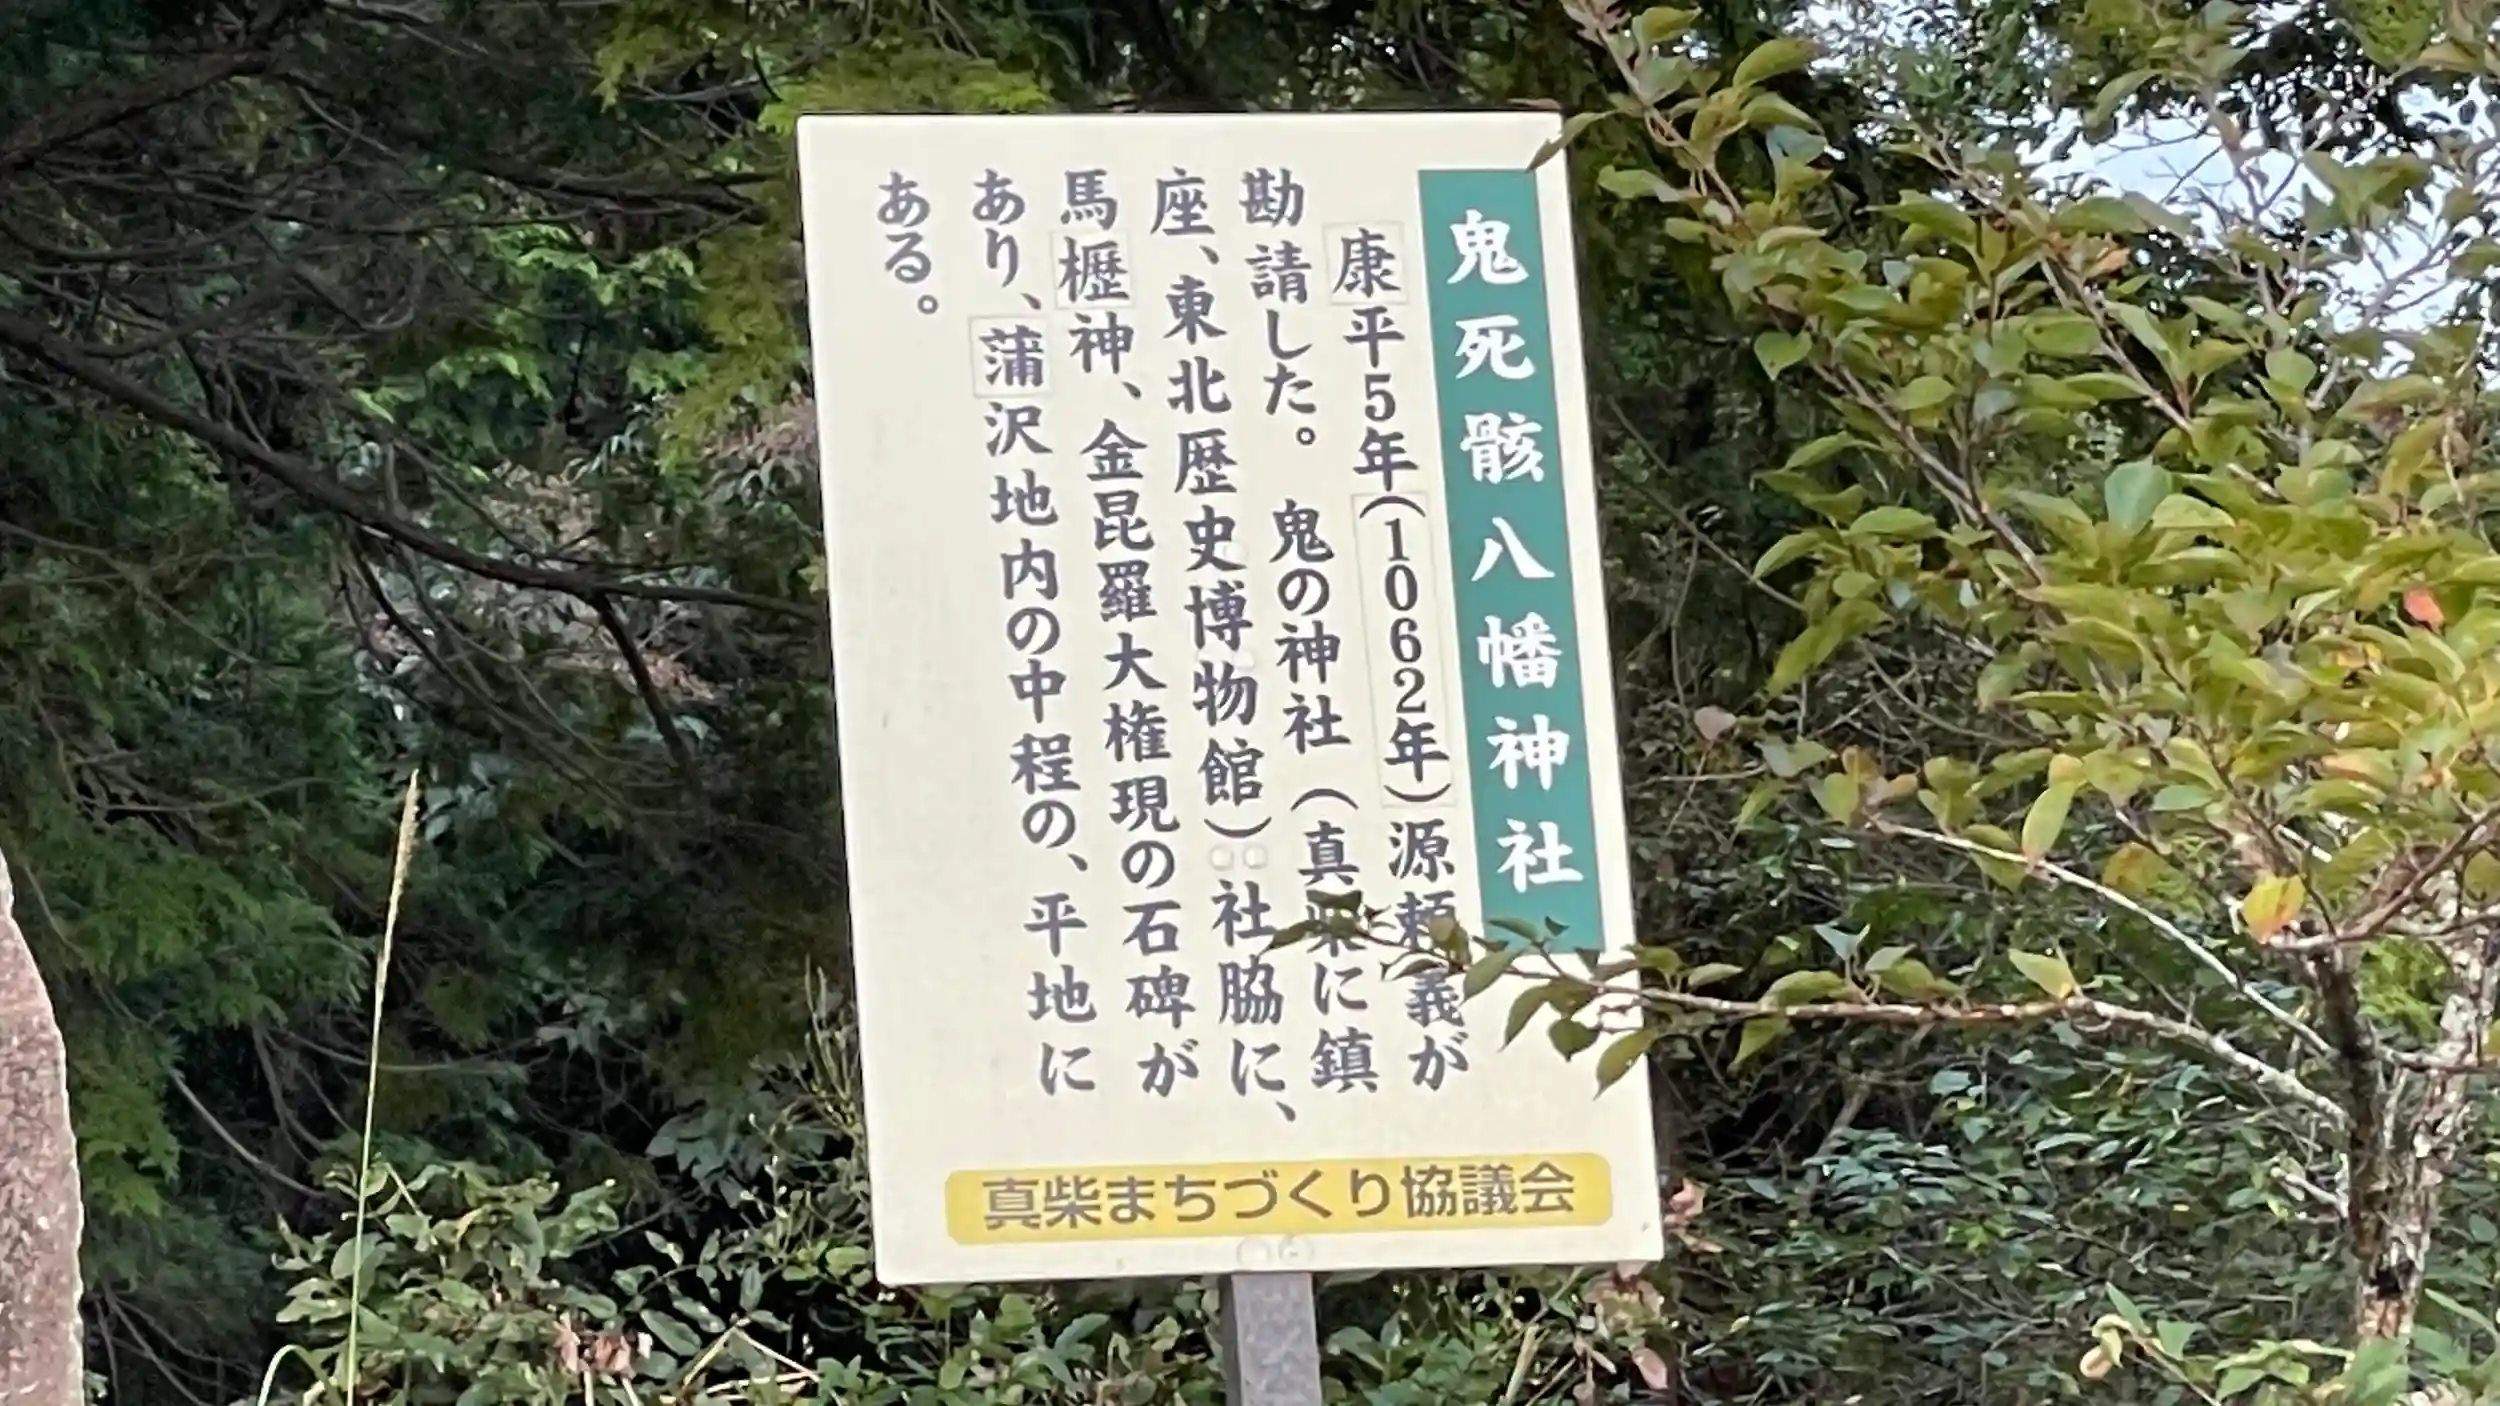 鬼死骸八幡神社
康平5年(1062年)源頼義が
勘請した。鬼の神社(真柴に鎮
座、東北歴史博物館)社脇に、
馬櫪神、金昆羅大権現の石碑が
あり、蒲沢地内の中程の、平地に
ある。
真柴まちづくり協議会